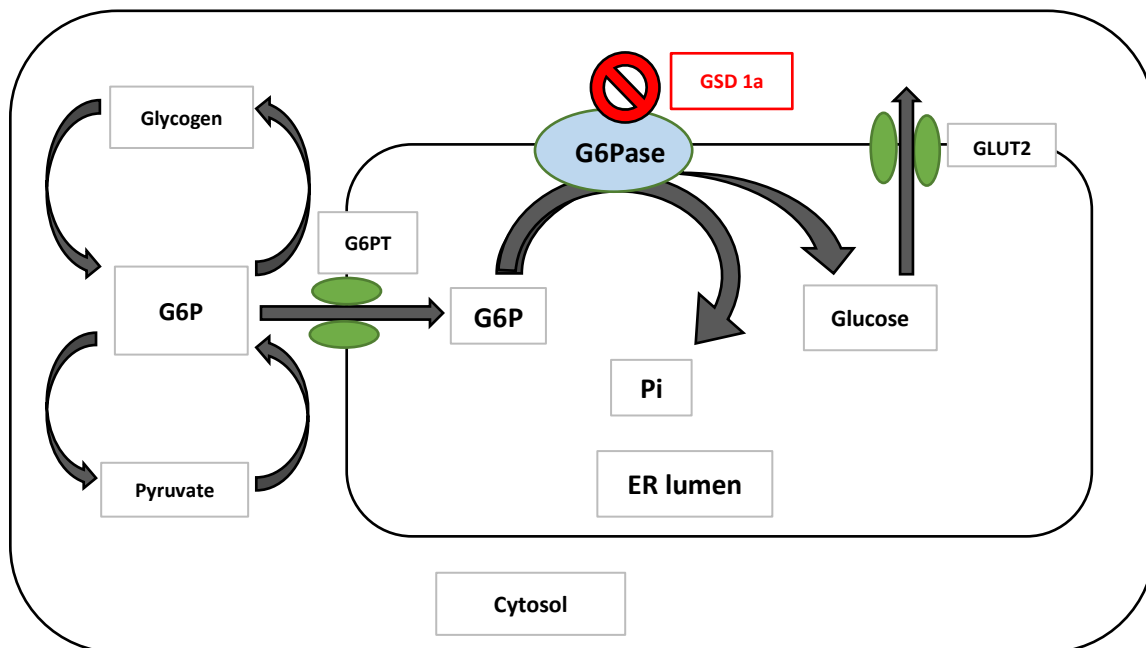 GSD 1a
Glycogen
G6Pase
GLUT2
G6PT
G6P
G6P
Glucose
Pi
Pyruvate
ER lumen
Cytosol